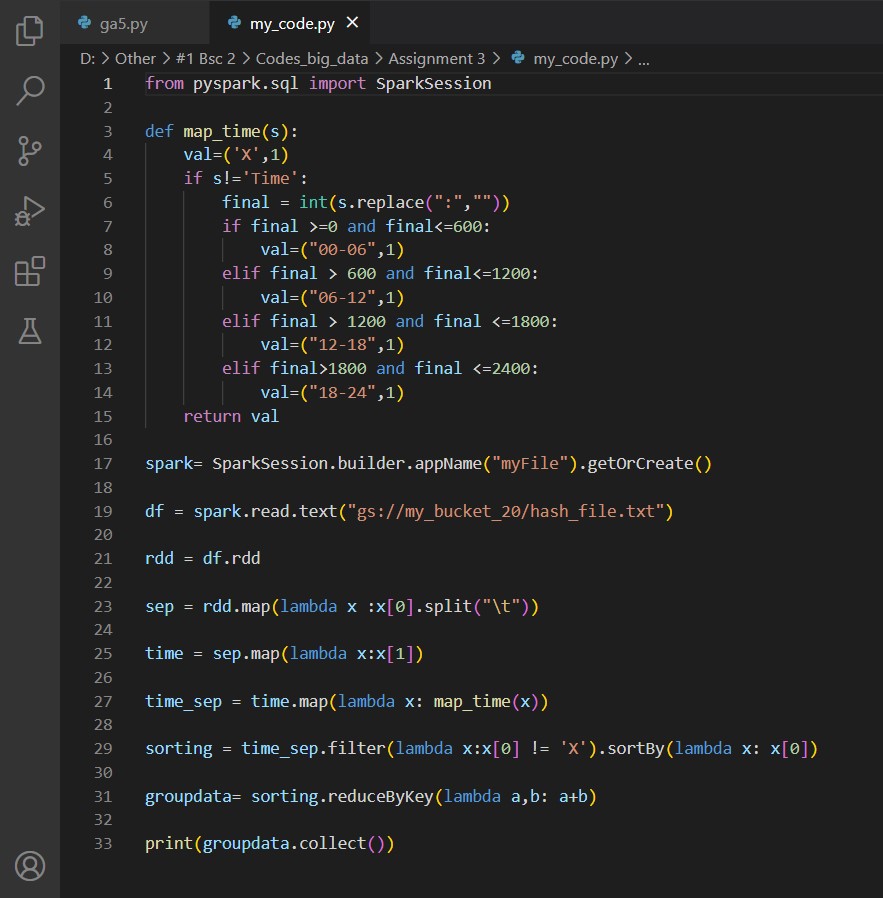 ga5.py
my_code.py ✕
D: > Other > #1 Bsc 2 > Codes_big_data > Assignment 3 > my_code.py > ...
1 from pyspark.sql import SparkSession
2
3 def map_time(s):
4     val=('X',1)
5     if s!='Time':
6         final = int(s.replace(":",""))
7         if final >=0 and final<=600:
8             val=("00-06",1)
9         elif final > 600 and final<=1200:
10             val=("06-12",1)
11         elif final > 1200 and final <=1800:
12             val=("12-18",1)
13         elif final>1800 and final <=2400:
14             val=("18-24",1)
15     return val
16
17 spark= SparkSession.builder.appName("myFile").getOrCreate()
18
19 df = spark.read.text("gs://my_bucket_20/hash_file.txt")
20
21 rdd = df.rdd
22
23 sep = rdd.map(lambda x :x[0].split("\t"))
24
25 time = sep.map(lambda x:x[1])
26
27 time_sep = time.map(lambda x: map_time(x))
28
29 sorting = time_sep.filter(lambda x:x[0] != 'X').sortBy(lambda x: x[0])
30
31 groupdata= sorting.reduceByKey(lambda a,b: a+b)
32
33 print(groupdata.collect())